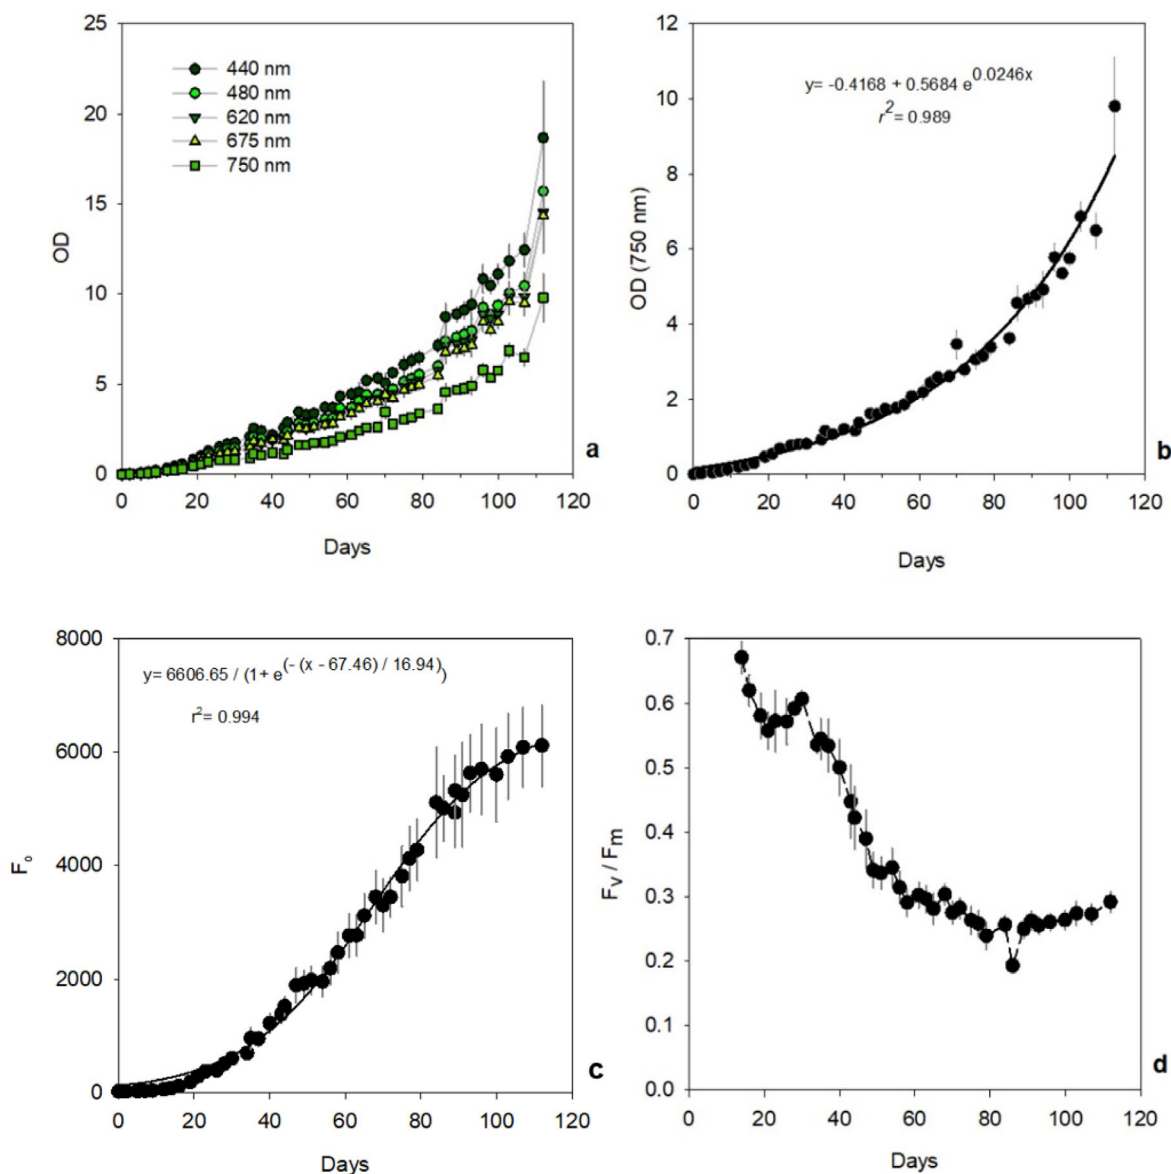 25
20
15
10
5
0
OD
440 nm
480 nm
620 nm
675 nm
750 nm
a
0 20 40 60 80 100 120
Days
12
10
8
6
4
2
0
OD (750 nm)
y= -0.4168 + 0.5684 e^0.0246x
r²= 0.989
b
0 20 40 60 80 100 120
Days
8000
6000
4000
2000
0
F₀
y= 6606.65 / (1+ e^(- (x - 67.46) / 16.94))
r²= 0.994
c
0 20 40 60 80 100 120
Days
0.7
0.6
0.5
0.4
0.3
0.2
0.1
0.0
Fv / Fm
d
0 20 40 60 80 100 120
Days